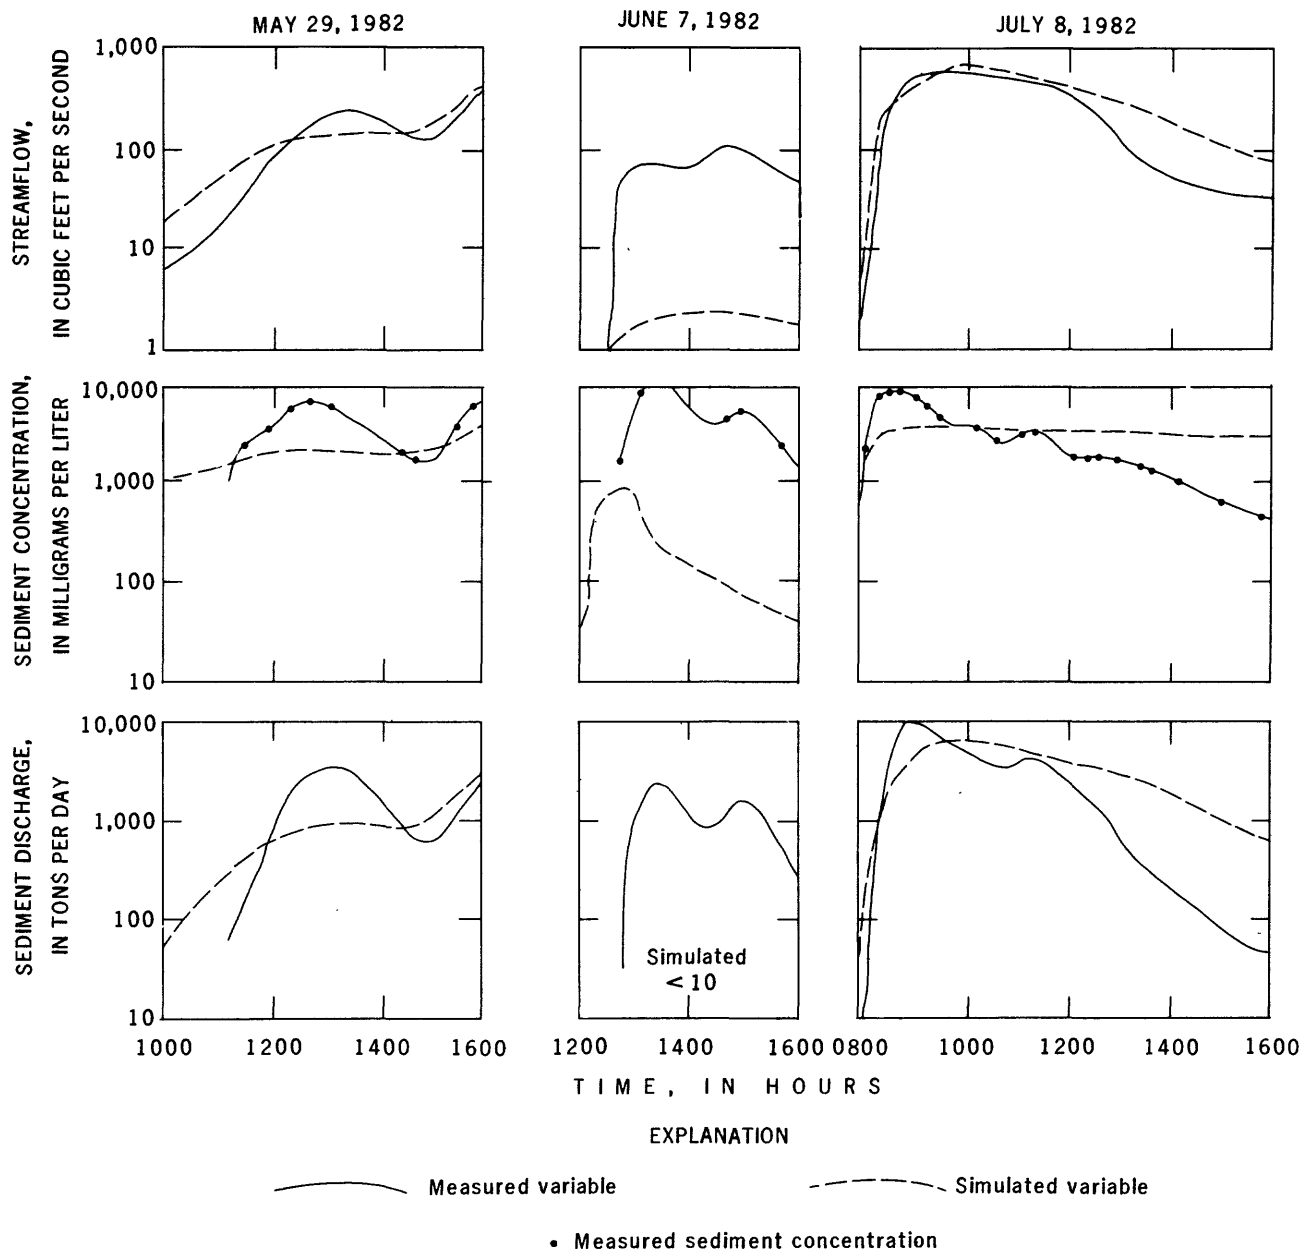 MAY 29, 1982
JUNE 7, 1982
JULY 8, 1982
STREAMFLOW,
IN CUBIC FEET PER SECOND
1,000
100
10
1
SEDIMENT CONCENTRATION,
IN MILLIGRAMS PER LITER
10,000
1,000
100
10
SEDIMENT DISCHARGE,
IN TONS PER DAY
10,000
1,000
100
10
Simulated
<10
1000 1200 1400 1600
1200 1400 1600
0800 1000 1200 1400 1600
TIME, IN HOURS
EXPLANATION
Measured variable
Simulated variable
• Measured sediment concentration